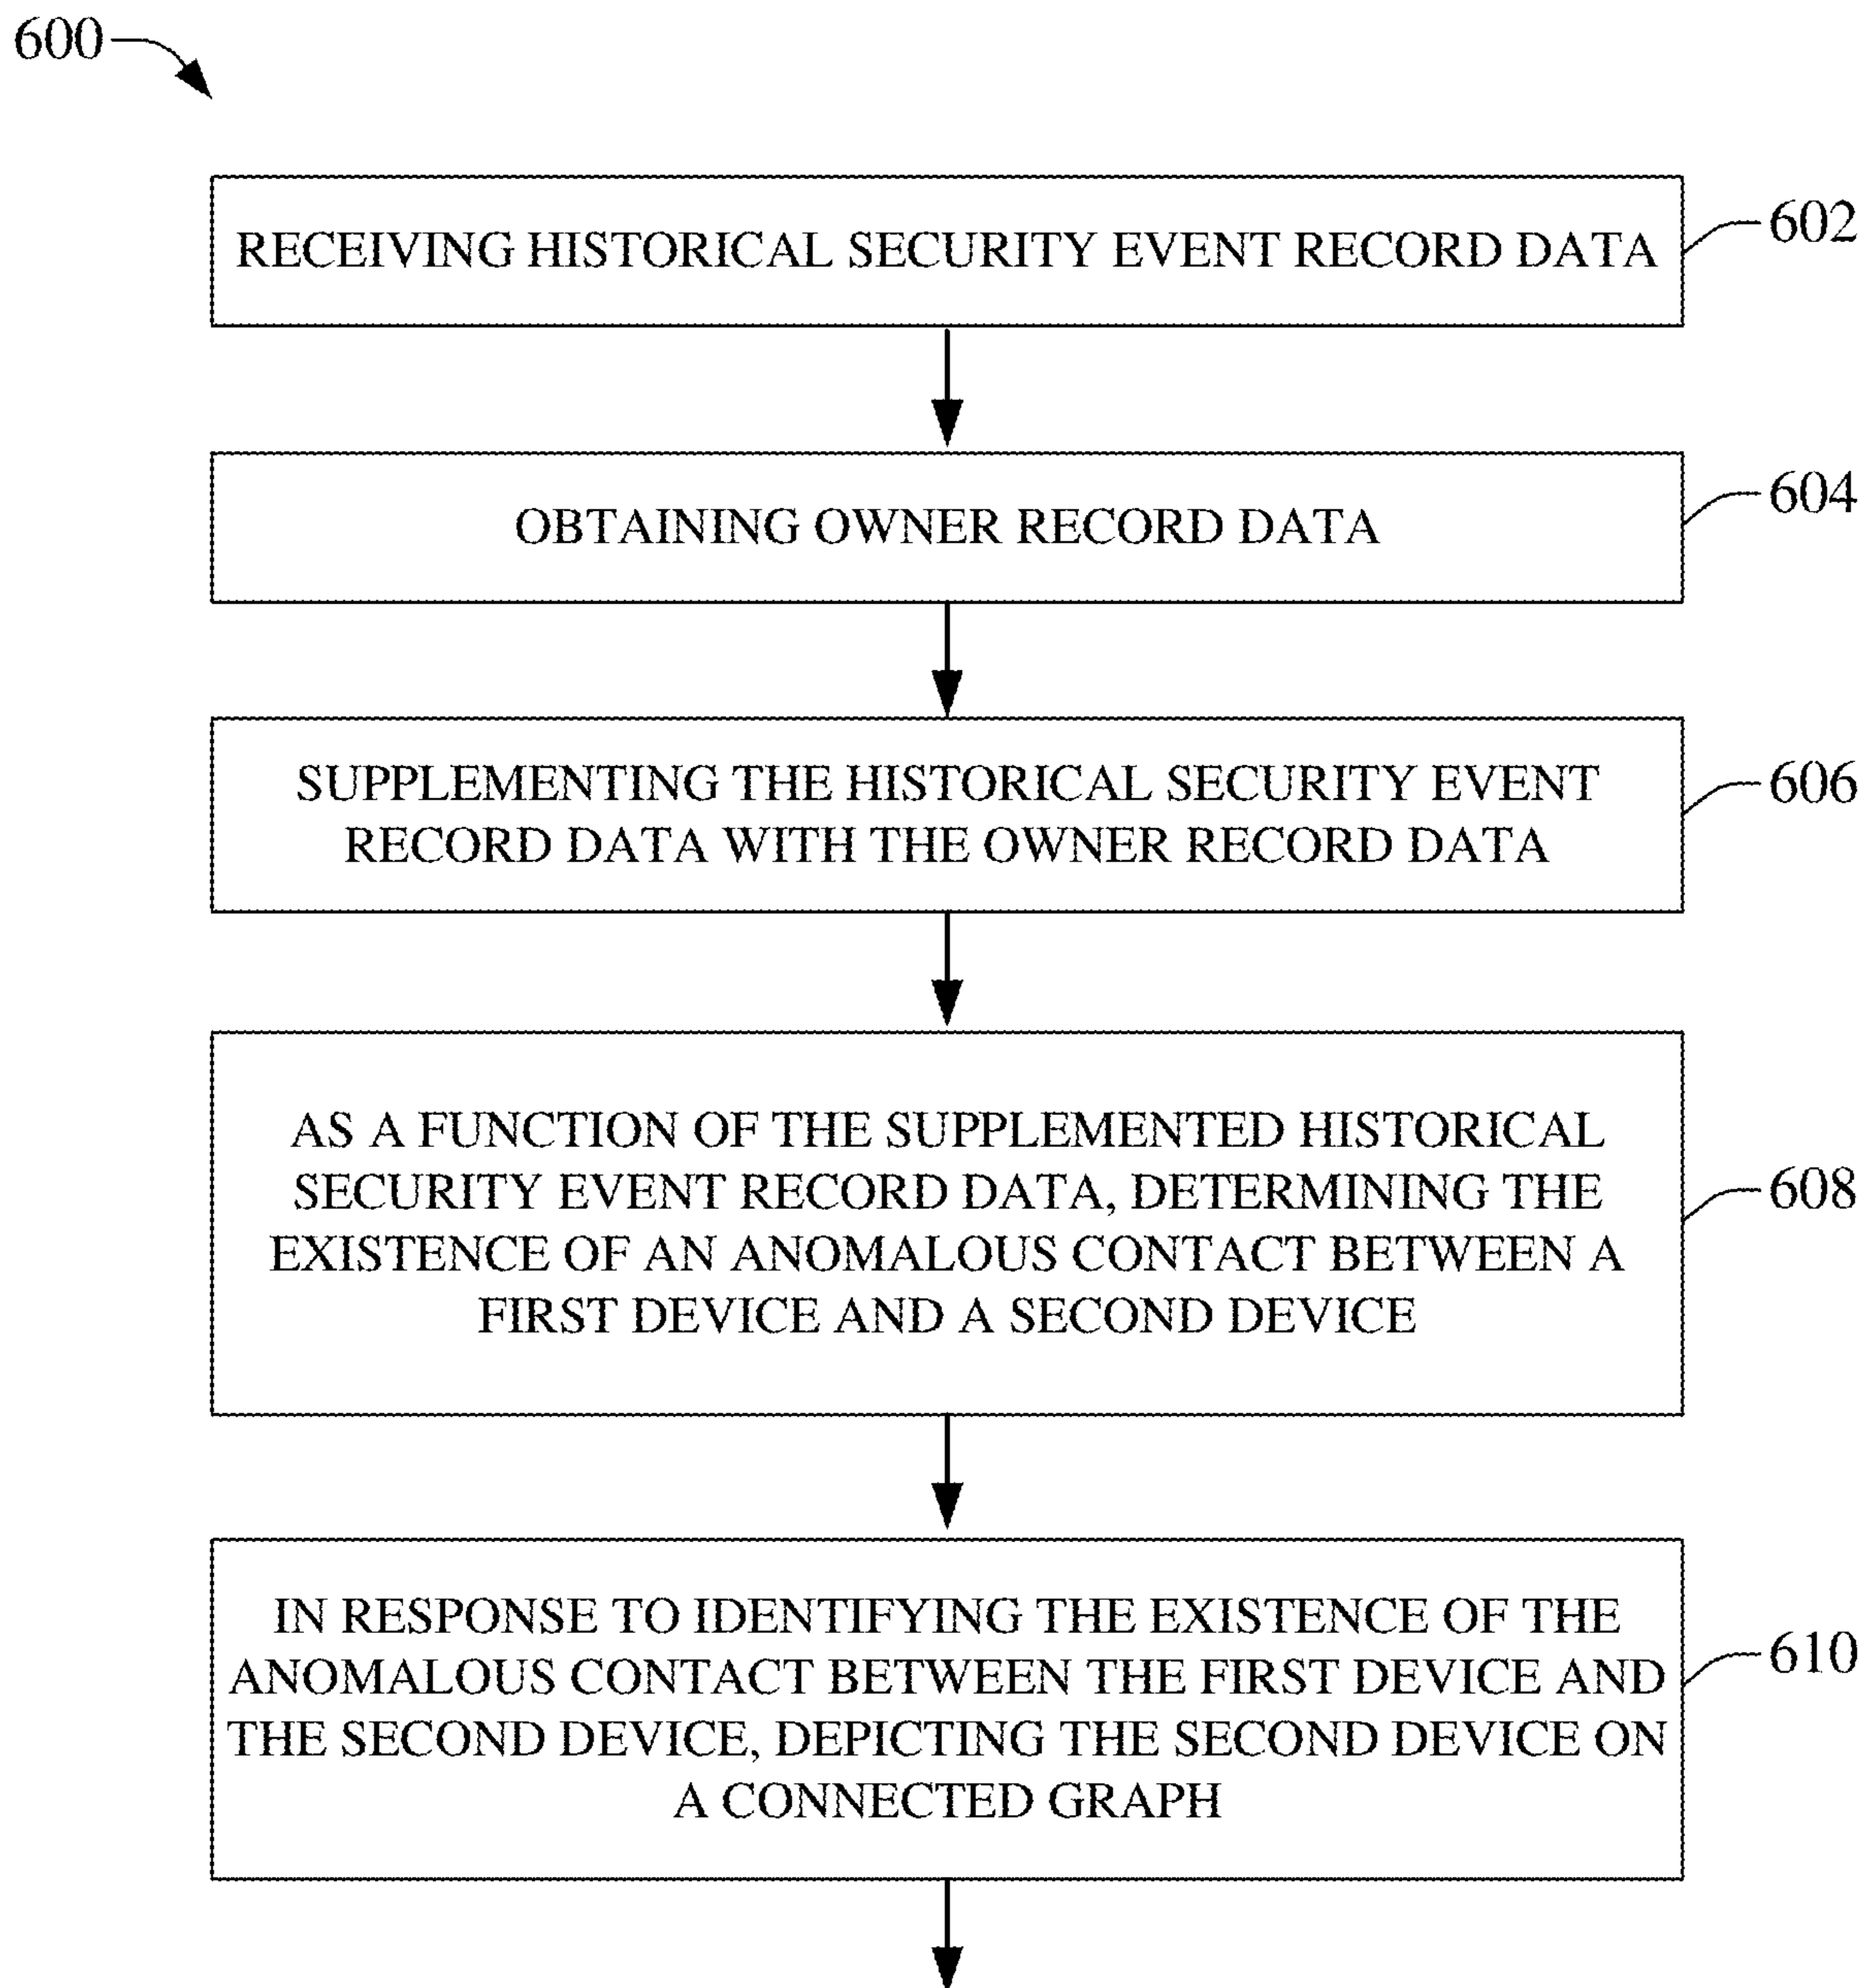 600
RECEIVING HISTORICAL SECURITY EVENT RECORD DATA
602
OBTAINING OWNER RECORD DATA
604
SUPPLEMENTING THE HISTORICAL SECURITY EVENT
RECORD DATA WITH THE OWNER RECORD DATA
606
AS A FUNCTION OF THE SUPPLEMENTED HISTORICAL
SECURITY EVENT RECORD DATA, DETERMINING THE
EXISTENCE OF AN ANOMALOUS CONTACT BETWEEN A
FIRST DEVICE AND A SECOND DEVICE
608
IN RESPONSE TO IDENTIFYING THE EXISTENCE OF THE
ANOMALOUS CONTACT BETWEEN THE FIRST DEVICE AND
THE SECOND DEVICE, DEPICTING THE SECOND DEVICE ON
A CONNECTED GRAPH
610